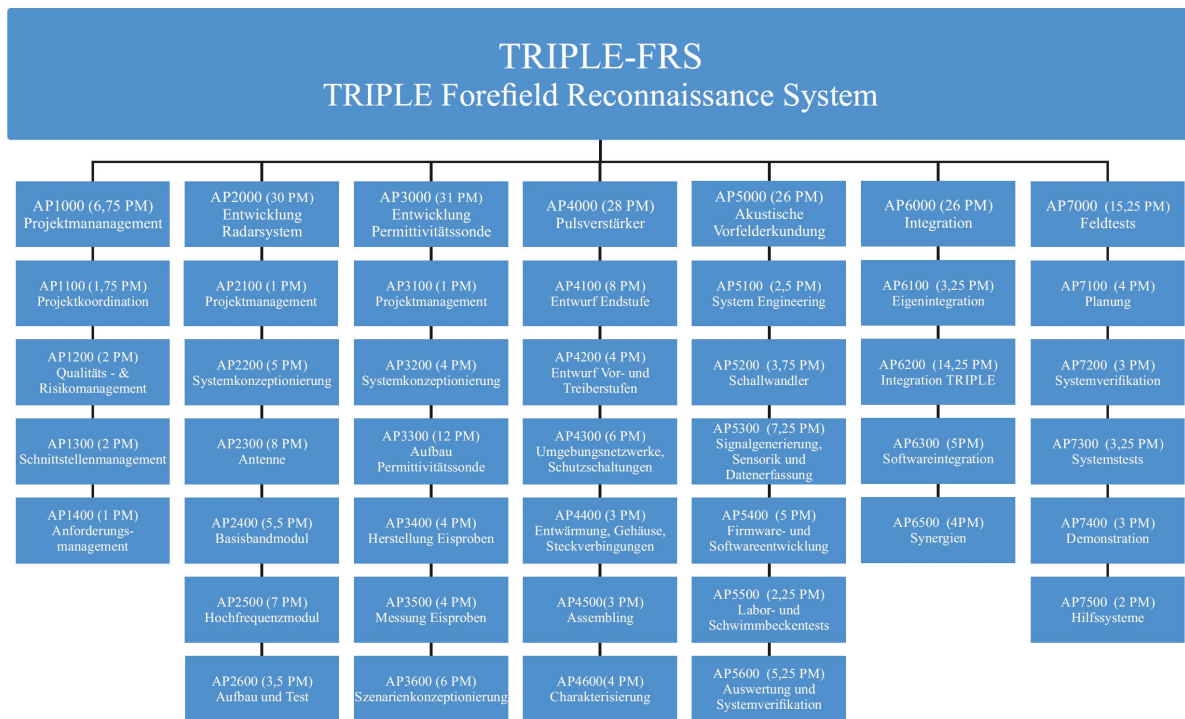 TRIPLE-FRS
TRIPLE Forefield Reconnaissance System
AP1000 (6,75 PM)
Projektmananagement
AP1100 (1,75 PM)
Projektkoordination
AP1200 (2 PM)
Qualitäts - &
Risikomanagement
AP1300 (2 PM)
Schnittstellenmanagement
AP1400 (1 PM)
Anforderungs-
management
AP2000 (30 PM)
Entwicklung
Radarsystem
AP2100 (1 PM)
Projektmanagement
AP2200 (5 PM)
Systemkonzeptionierung
AP2300 (8 PM)
Antenne
AP2400 (5,5 PM)
Basisbandmodul
AP2500 (7 PM)
Hochfrequenzmodul
AP2600 (3,5 PM)
Aufbau und Test
AP3000 (31 PM)
Entwicklung
Permittivitätssonde
AP3100 (1 PM)
Projektmanagement
AP3200 (4 PM)
Systemkonzeptionierung
AP3300 (12 PM)
Aufbau
Permittivitätssonde
AP3400 (4 PM)
Herstellung Eisproben
AP3500 (4 PM)
Messung Eisproben
AP3600 (6 PM)
Szenarienkonzeptionierung
AP4000 (28 PM)
Pulsverstärker
AP4100 (8 PM)
Entwurf Endstufe
AP4200 (4 PM)
Entwurf Vor- und
Treiberstufen
AP4300 (6 PM)
Umgebungsnetzwerke,
Schutzschaltungen
AP4400 (3 PM)
Entwärmung, Gehäuse,
Steckverbingungen
AP4500(3 PM)
Assembling
AP4600(4 PM)
Charakterisierung
AP5000 (26 PM)
Akustische
Vorfelderkundung
AP5100 (2,5 PM)
System Engineering
AP5200 (3,75 PM)
Schallwandler
AP5300 (7,25 PM)
Signalgenerierung,
Sensorik und
Datenerfassung
AP5400 (5 PM)
Firmware- und
Softwareentwicklung
AP5500 (2,25 PM)
Labor- und
Schwimmbeckentests
AP5600 (5,25 PM)
Auswertung und
Systemverifikation
AP6000 (26 PM)
Integration
AP6100 (3,25 PM)
Eigenintegration
AP6200 (14,25 PM)
Integration TRIPLE
AP6300 (5PM)
Softwareintegration
AP6500 (4PM)
Synergien
AP7000 (15,25 PM)
Feldtests
AP7100 (4 PM)
Planung
AP7200 (3 PM)
Systemverifikation
AP7300 (3,25 PM)
Systemstests
AP7400 (3 PM)
Demonstration
AP7500 (2 PM)
Hilfssysteme